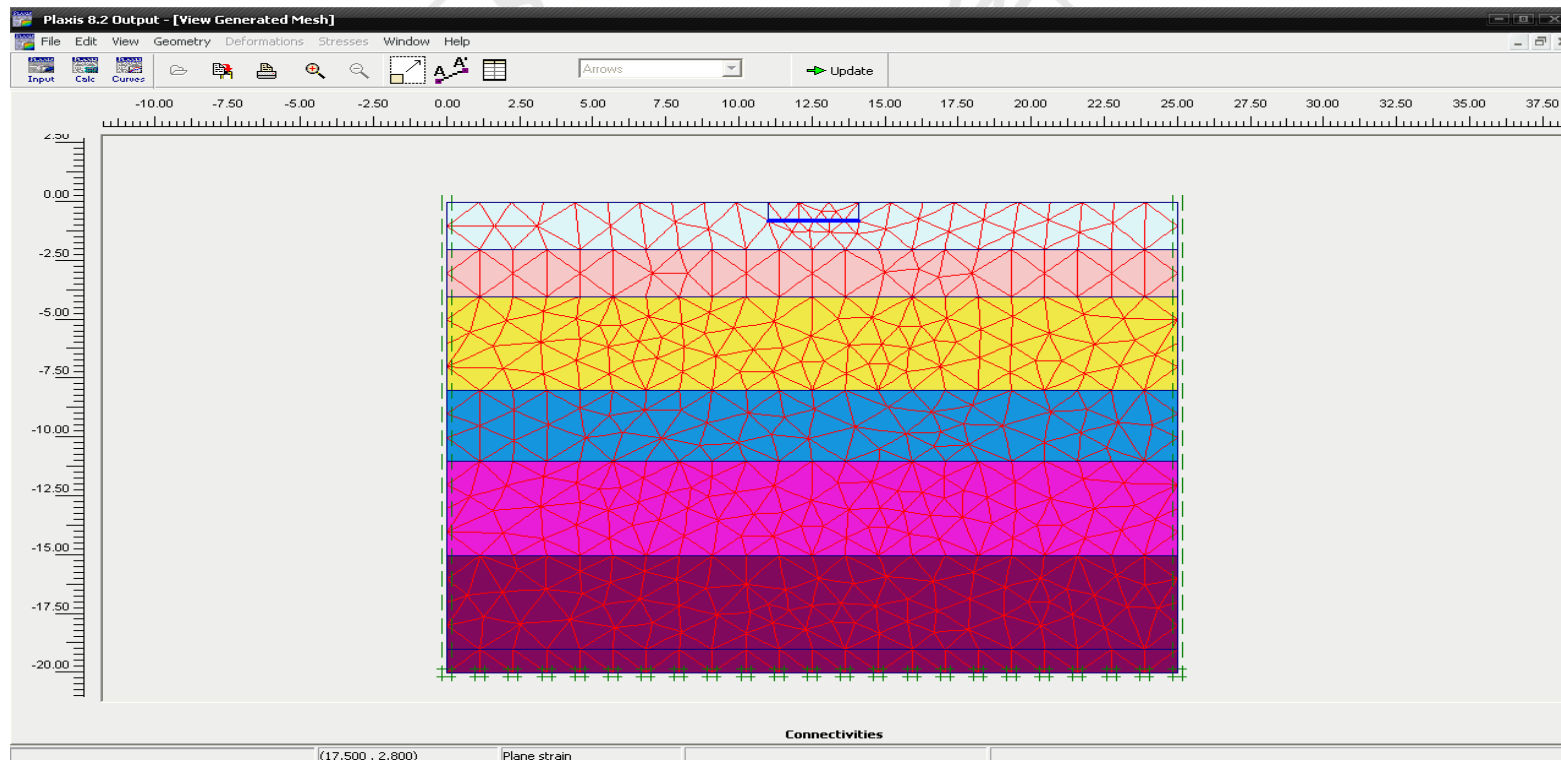 Plaxis 8.2 Output - [View Generated Mesh]
File Edit View Geometry Deformations Stresses Window Help
Input Calc Curves A A* Arrows Update
-10.00 -7.50 -5.00 -2.50 0.00 2.50 5.00 7.50 10.00 12.50 15.00 17.50 20.00 22.50 25.00 27.50 30.00 32.50 35.00 37.50
2.50
0.00
-2.50
-5.00
-7.50
-10.00
-12.50
-15.00
-17.50
-20.00
Connectivities
(17.500 , 2.800) Plane strain